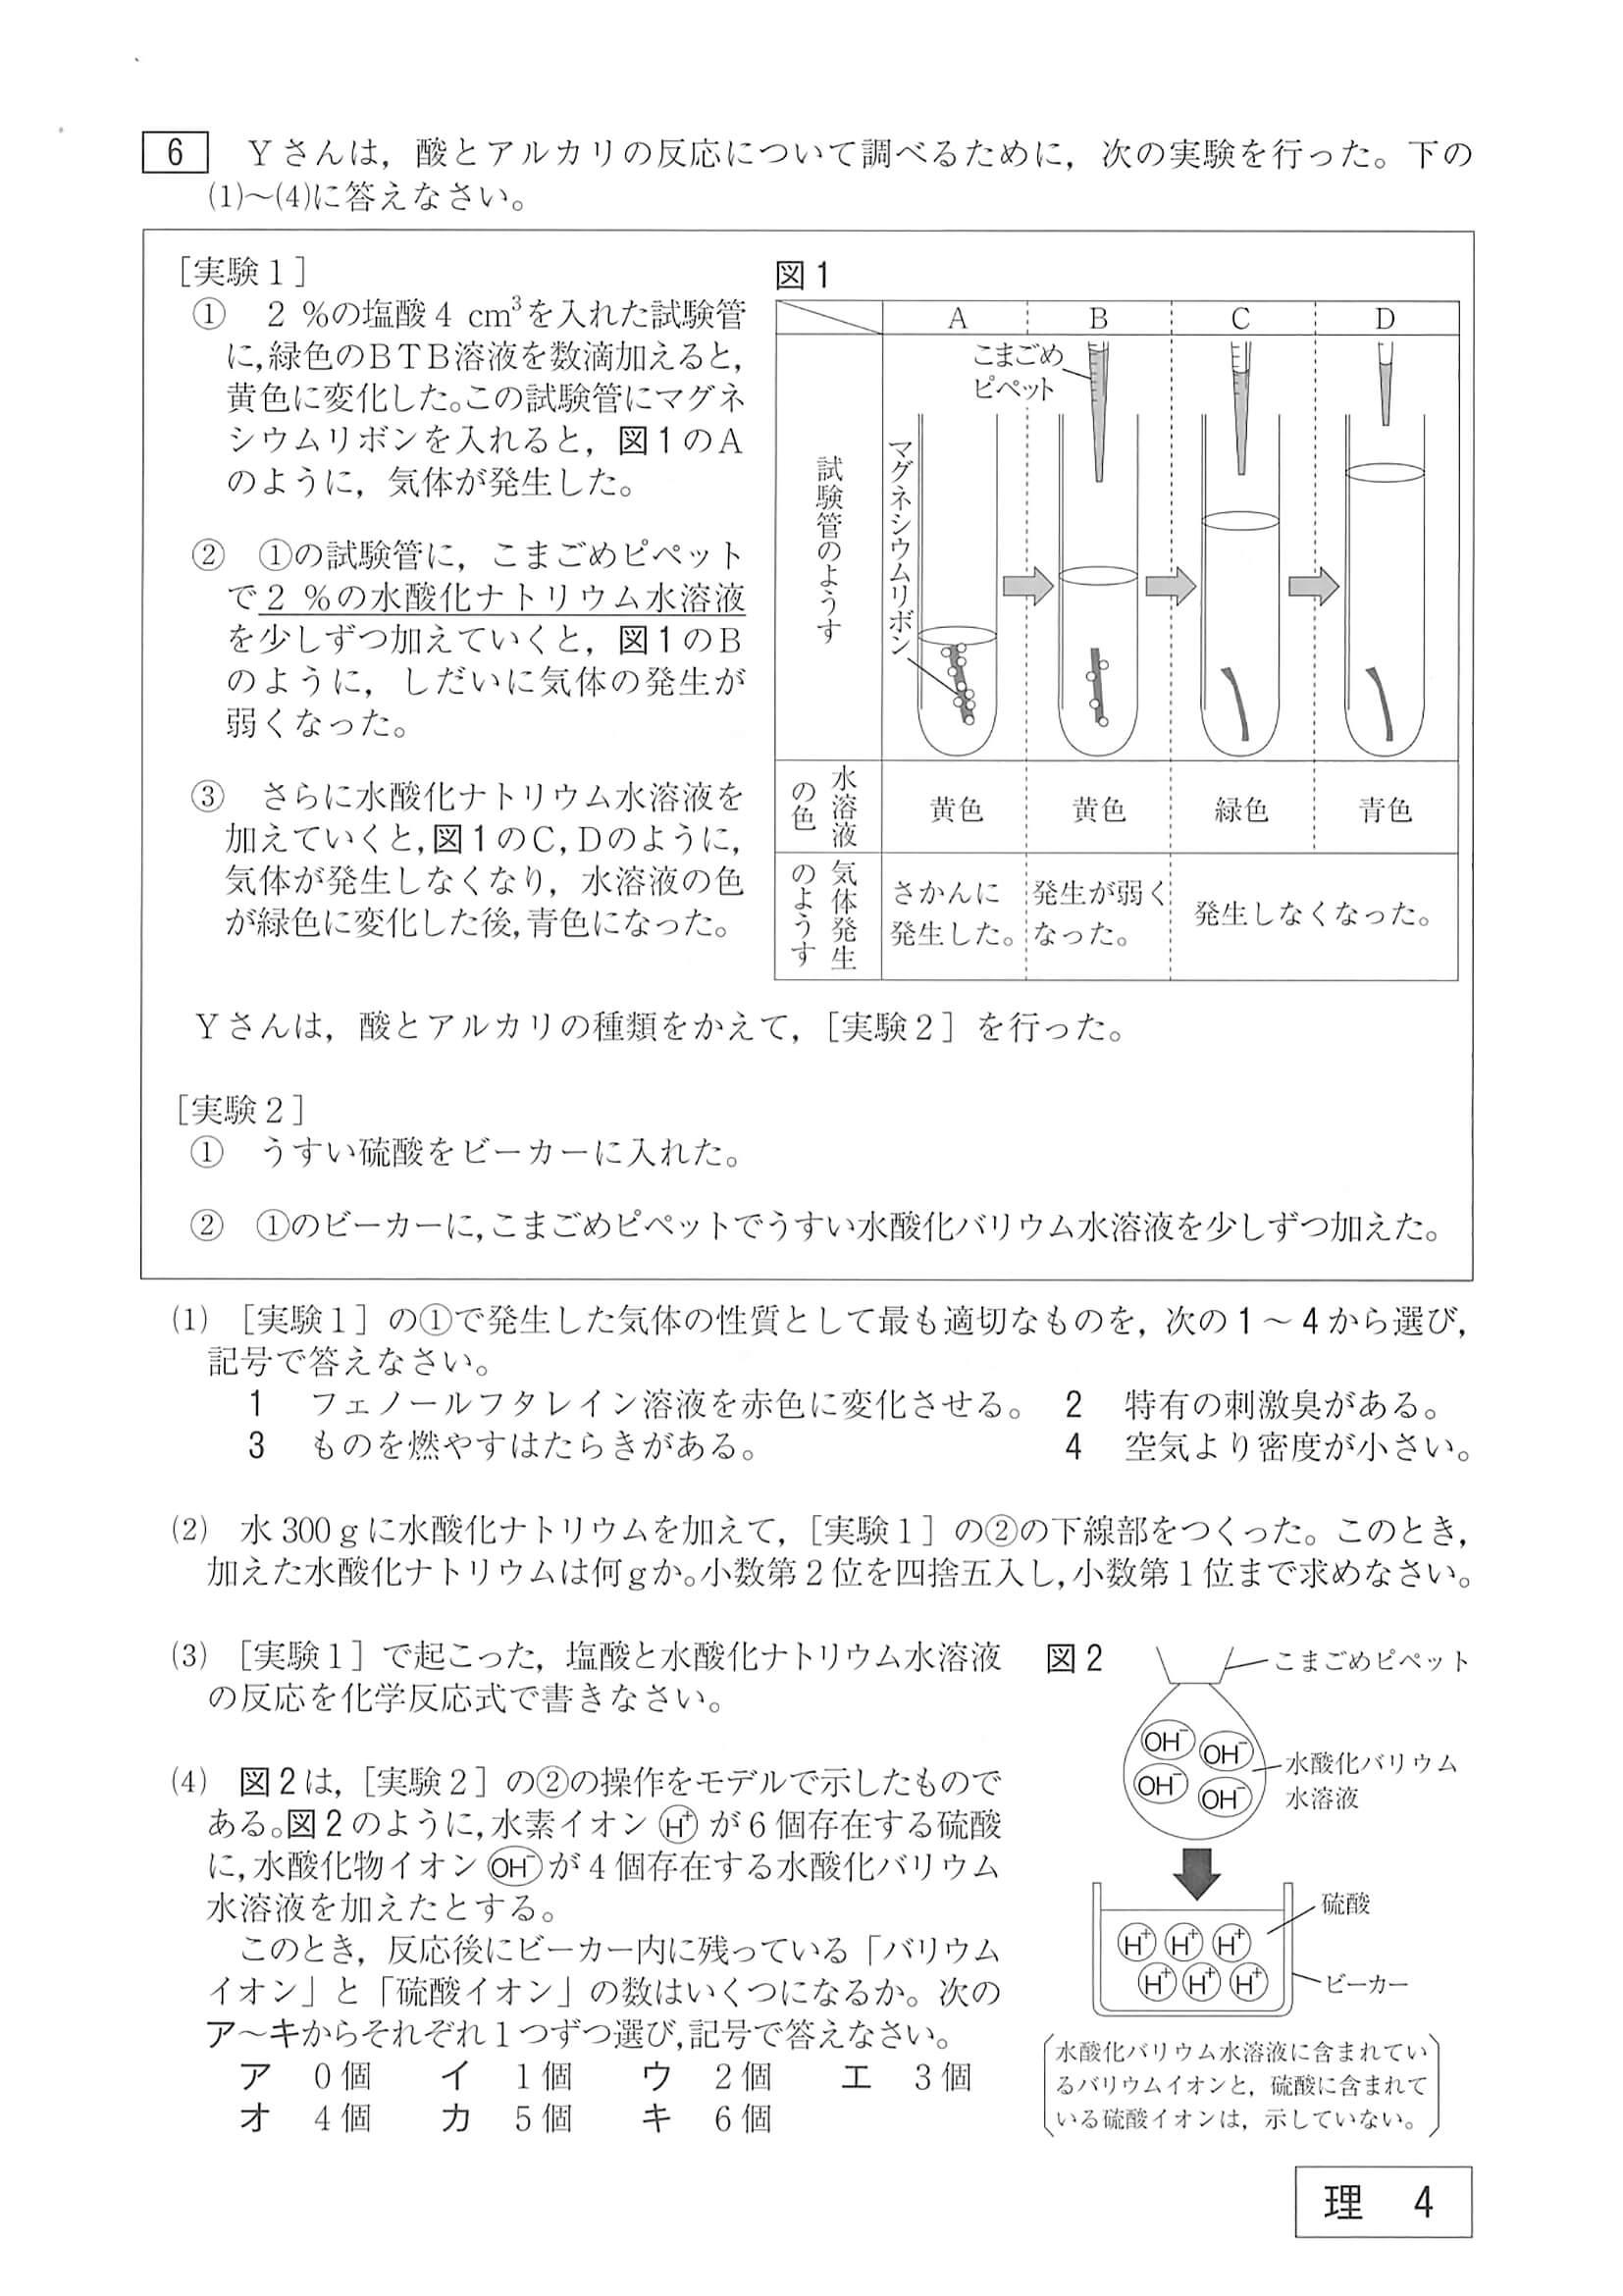 6 Yさんは，酸とアルカリの反応について調べるために，次の実験を行った。下の
(1)～(4)に答えなさい。
［実験１］
① 2 %の塩酸 4 cm³を入れた試験管
に，緑色のＢＴＢ溶液を数滴加えると，
黄色に変化した。この試験管にマグネ
シウムリボンを入れると，図１のＡ
のように，気体が発生した。
② ①の試験管に，こまごめピペット
で2 %の水酸化ナトリウム水溶液
を少しずつ加えていくと，図１のＢ
のように，しだいに気体の発生が
弱くなった。
③ さらに水酸化ナトリウム水溶液を
加えていくと，図１のＣ，Ｄのように，
気体が発生しなくなり，水溶液の色
が緑色に変化した後，青色になった。
図１
A B C D
こまごめ
ピペット
試験管のようす
マグネシウムリボン
水溶液
の色
黄色 黄色 緑色 青色
気体発生
のようす
さかんに
発生した。
発生が弱く
なった。
発生しなくなった。
Yさんは，酸とアルカリの種類をかえて，［実験２］を行った。
［実験２］
① うすい硫酸をビーカーに入れた。
② ①のビーカーに，こまごめピペットでうすい水酸化バリウム水溶液を少しずつ加えた。
(1) ［実験１］の①で発生した気体の性質として最も適切なものを，次の１～４から選び，
記号で答えなさい。
1 フェノールフタレイン溶液を赤色に変化させる。 2 特有の刺激臭がある。
3 ものを燃やすはたらきがある。 4 空気より密度が小さい。
(2) 水 300 g に水酸化ナトリウムを加えて，［実験１］の②の下線部をつくった。このとき，
加えた水酸化ナトリウムは何 g か。小数第２位を四捨五入し，小数第１位まで求めなさい。
(3) ［実験１］で起こった，塩酸と水酸化ナトリウム水溶液
の反応を化学反応式で書きなさい。
(4) 図２は，［実験２］の②の操作をモデルで示したもので
ある。図２のように，水素イオン H⁺ が６個存在する硫酸
に，水酸化物イオン OH⁻ が４個存在する水酸化バリウム
水溶液を加えたとする。
このとき，反応後にビーカー内に残っている「バリウム
イオン」と「硫酸イオン」の数はいくつになるか。次の
ア～キからそれぞれ１つずつ選び，記号で答えなさい。
ア 0個 イ 1個 ウ 2個 エ 3個
オ 4個 カ 5個 キ 6個
図２
こまごめピペット
OH⁻ OH⁻
OH⁻ OH⁻
水酸化バリウム
水溶液
硫酸
H⁺ H⁺ H⁺
H⁺ H⁺ H⁺
ビーカー
水酸化バリウム水溶液に含まれてい
るバリウムイオンと，硫酸に含まれて
いる硫酸イオンは，示していない。
理 4